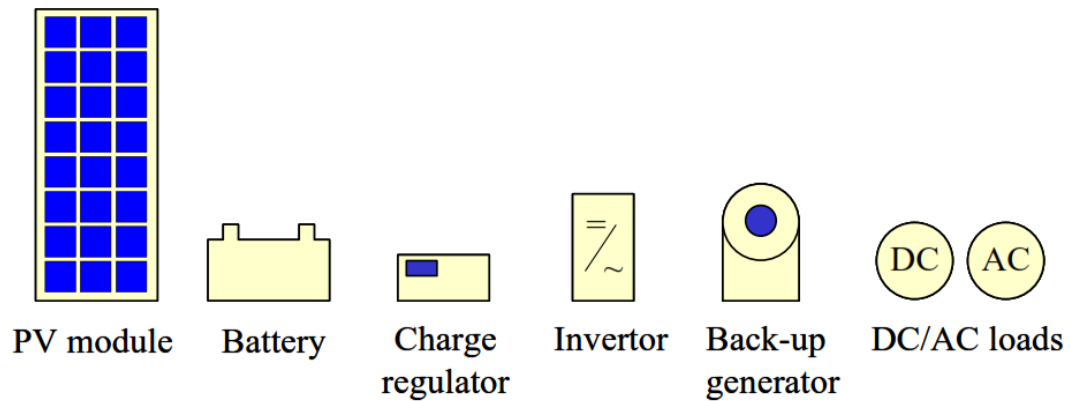 =
~
DC AC
PV module Battery Charge regulator Invertor Back-up generator DC/AC loads